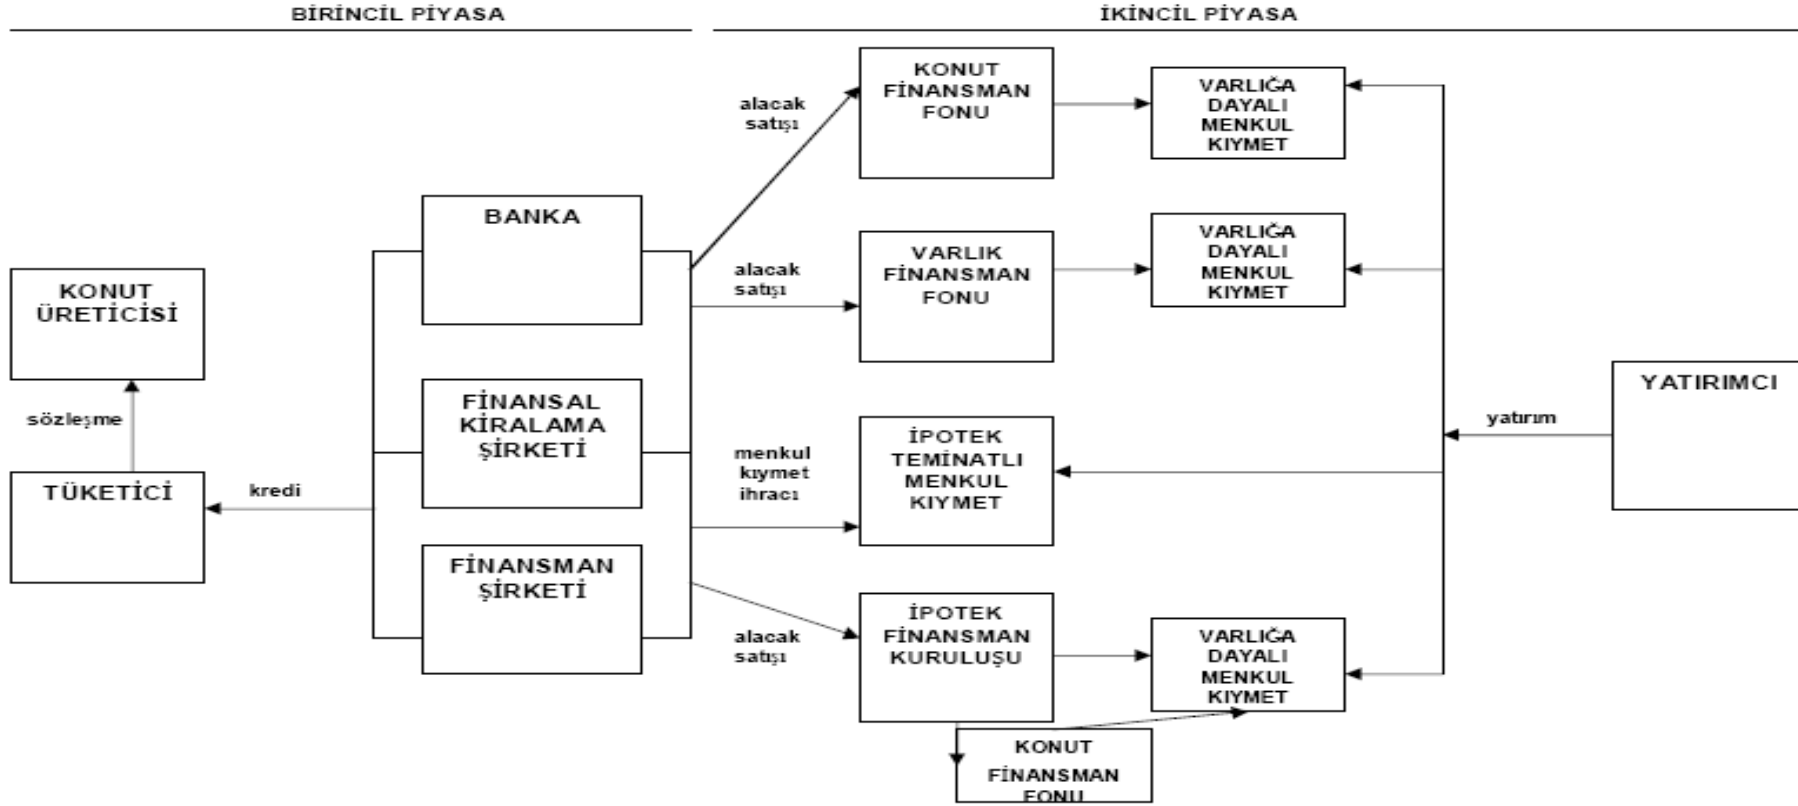 BİRİNCİL PİYASA
İKİNCİL PİYASA
KONUT
ÜRETİCİSİ
sözleşme
TÜKETİCİ
kredi
BANKA
FİNANSAL
KİRALAMA
ŞİRKETİ
FİNANSMAN
ŞİRKETİ
alacak
satışı
alacak
satışı
menkul
kıymet
ihracı
alacak
satışı
KONUT
FİNANSMAN
FONU
VARLIK
FİNANSMAN
FONU
İPOTEK
TEMİNATLI
MENKUL
KIYMET
İPOTEK
FİNANSMAN
KURULUŞU
KONUT
FİNANSMAN
FONU
VARLIĞA
DAYALI
MENKUL
KIYMET
VARLIĞA
DAYALI
MENKUL
KIYMET
VARLIĞA
DAYALI
MENKUL
KIYMET
yatırım
YATIRIMCI